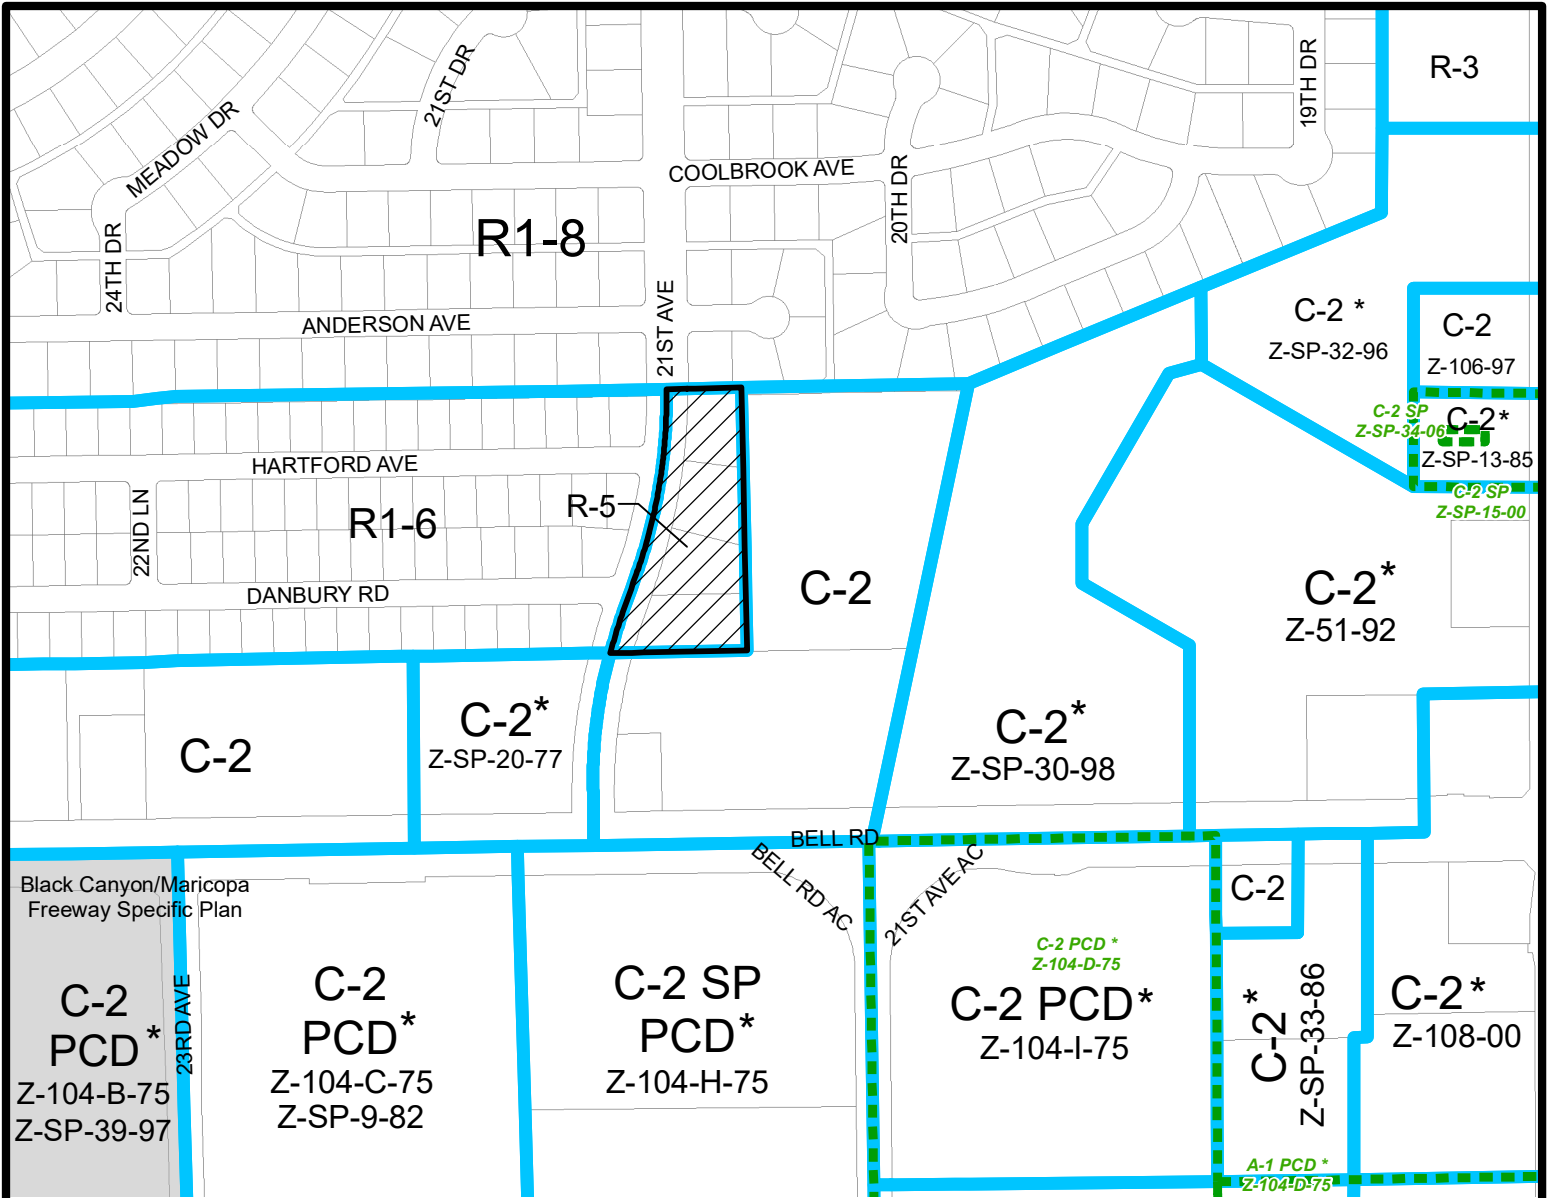 R-3
21ST DR
19TH DR
MEADOW DR
COOLBROOK AVE
20TH DR
24TH DR
R1-8
21ST AVE
ANDERSON AVE
C-2 *
Z-SP-32-96
C-2
Z-106-97
C-2 SP
Z-SP-34-06
C-2*
Z-SP-13-85
C-2 SP
Z-SP-15-00
HARTFORD AVE
22ND LN
R1-6
R-5
DANBURY RD
C-2
C-2*
Z-51-92
C-2
C-2*
Z-SP-20-77
C-2*
Z-SP-30-98
BELL RD
BELL RD AC
21ST AVE AC
Black Canyon/Maricopa
Freeway Specific Plan
C-2
PCD*
Z-104-B-75
Z-SP-39-97
23RD AVE
C-2
PCD*
Z-104-C-75
Z-SP-9-82
C-2 SP
PCD*
Z-104-H-75
C-2 PCD *
Z-104-D-75
C-2 PCD*
Z-104-I-75
C-2
C-2*
Z-SP-33-86
C-2*
Z-108-00
A-1 PCD *
Z-104-D-75